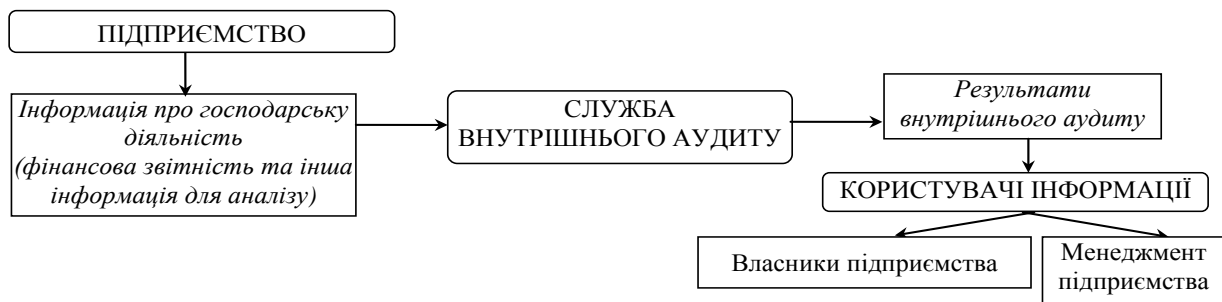 ПІДПРИЄМСТВО
Інформація про господарську
діяльність
(фінансова звітність та інша
інформація для аналізу)
СЛУЖБА
ВНУТРІШНЬОГО АУДИТУ
Результати
внутрішнього аудиту
КОРИСТУВАЧІ ІНФОРМАЦІЇ
Власники підприємства
Менеджмент
підприємства